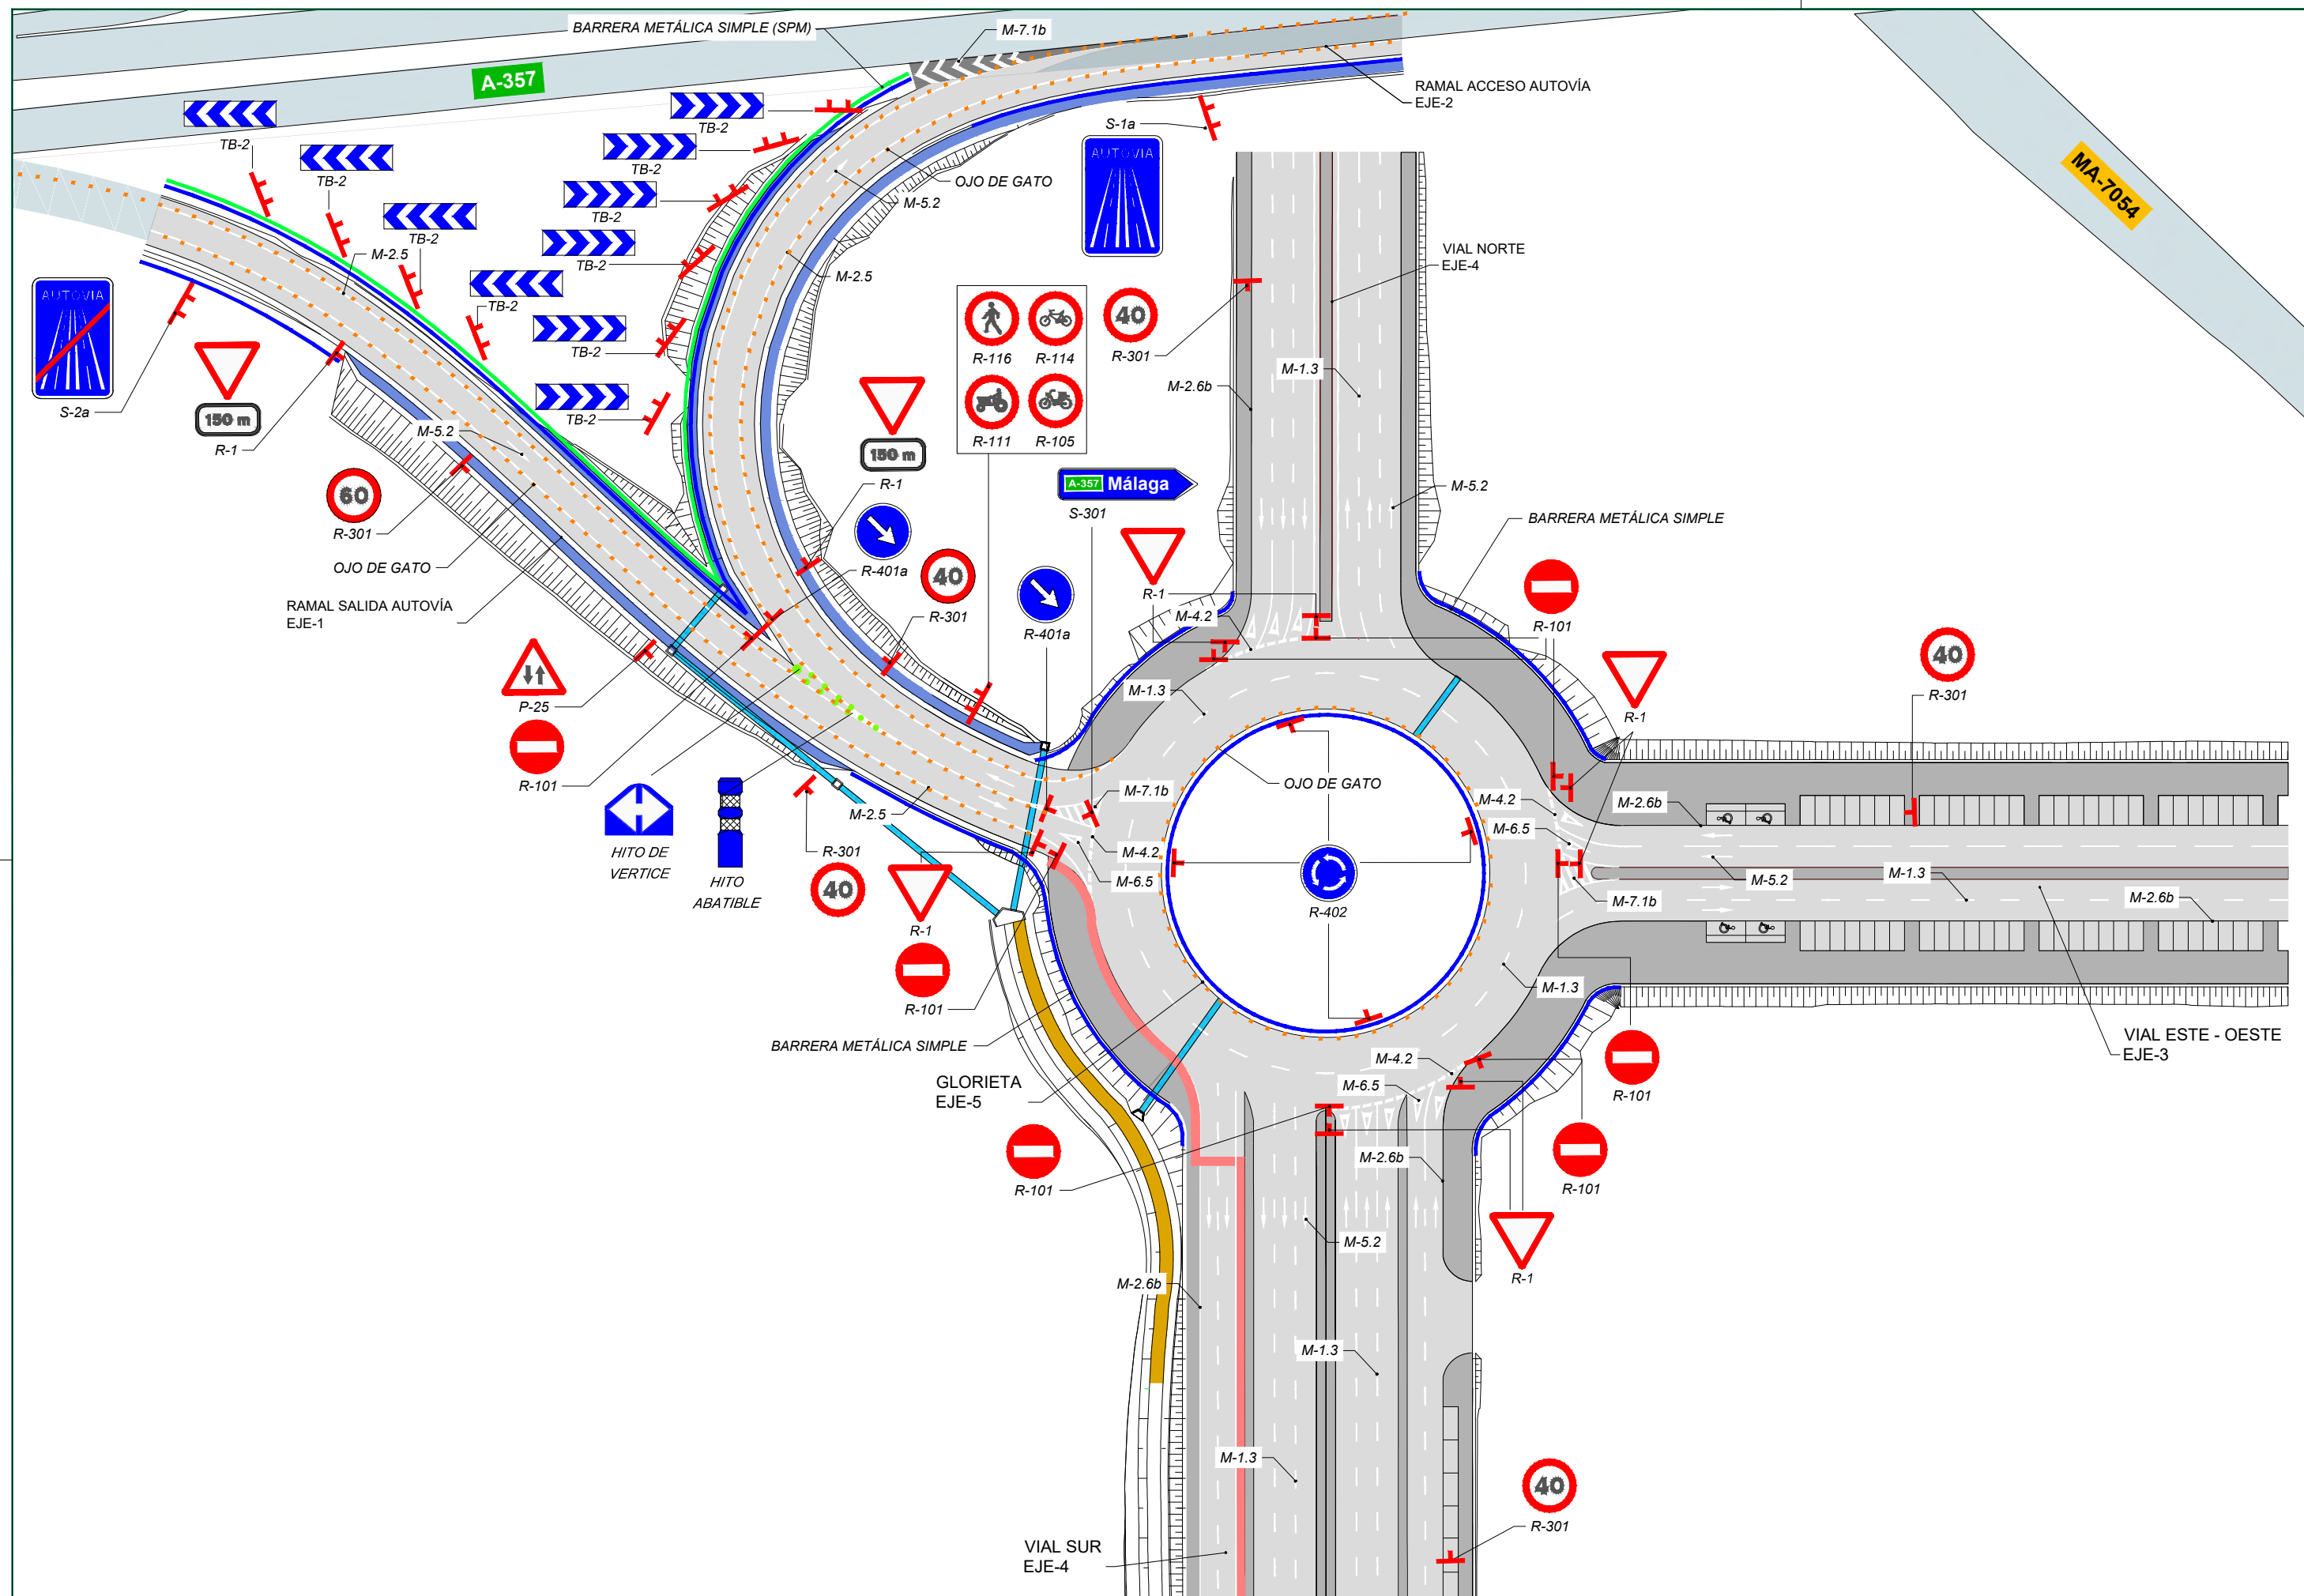 BARRERA METÁLICA SIMPLE (SPM)
M-7.1b
A-357
RAMAL ACCESO AUTOVÍA
EJE-2
TB-2
TB-2
TB-2
TB-2
TB-2
TB-2
TB-2
TB-2
TB-2
TB-2
S-1a
AUTOVIA
MA-7054
OJO DE GATO
M-5.2
M-2.5
M-2.5
VIAL NORTE
EJE-4
AUTOVIA
S-2a
150 m
R-1
R-116
R-114
R-111
R-105
40
R-301
M-2.6b
M-1.3
M-5.2
60
R-301
OJO DE GATO
RAMAL SALIDA AUTOVÍA
EJE-1
150 m
R-1
R-401a
40
R-301
A-357 Málaga
S-301
M-5.2
BARRERA METÁLICA SIMPLE
R-401a
R-1
M-4.2
R-101
R-1
40
R-301
P-25
R-101
M-1.3
OJO DE GATO
HITO DE
VERTICE
HITO
ABATIBLE
M-2.5
M-7.1b
M-4.2
M-6.5
R-301
40
R-1
R-101
R-402
M-4.2
M-6.5
M-2.6b
M-5.2
M-1.3
M-2.6b
M-7.1b
M-1.3
BARRERA METÁLICA SIMPLE
GLORIETA
EJE-5
VIAL ESTE - OESTE
EJE-3
R-101
M-4.2
M-6.5
R-101
R-101
M-2.6b
M-5.2
R-1
M-2.6b
M-1.3
M-1.3
40
R-301
VIAL SUR
EJE-4